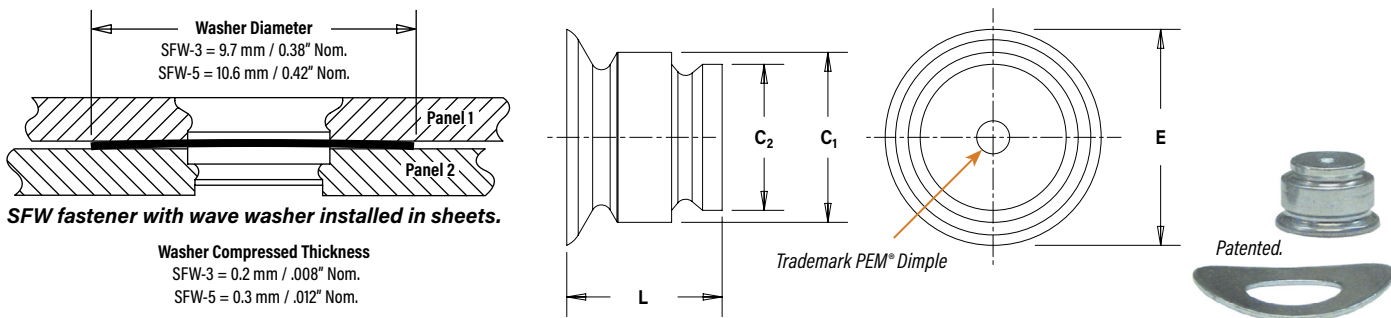 Washer Diameter
SFW-3 = 9.7 mm / 0.38" Nom.
SFW-5 = 10.6 mm / 0.42" Nom.
Panel 1
Panel 2
SFW fastener with wave washer installed in sheets.
Washer Compressed Thickness
SFW-3 = 0.2 mm / .008" Nom.
SFW-5 = 0.3 mm / .012" Nom.
C2
C1
L
E
Trademark PEM® Dimple
Patented.